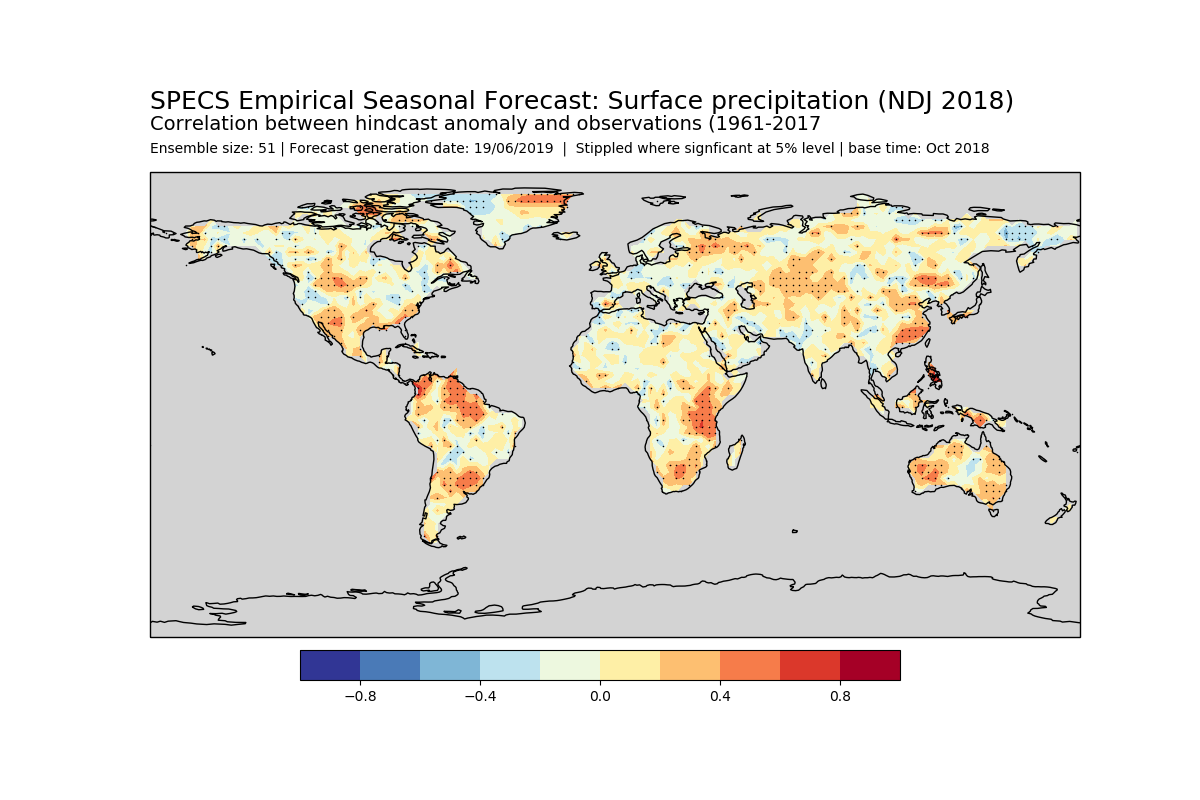 SPECS Empirical Seasonal Forecast: Surface precipitation (NDJ 2018)
Correlation between hindcast anomaly and observations (1961-2017
Ensemble size: 51 | Forecast generation date: 19/06/2019 | Stippled where signficant at 5% level | base time: Oct 2018
−0.8 −0.4 0.0 0.4 0.8